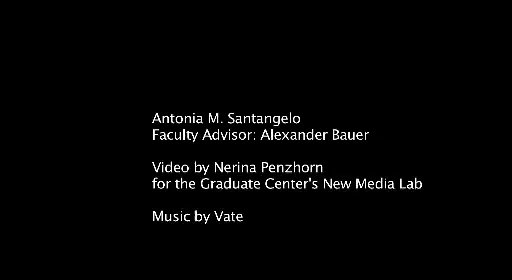 Antonia M. Santangelo
Faculty Advisor: Alexander Bauer
Video by Nerina Penzhorn
for the Graduate Center's New Media Lab
Music by Vate